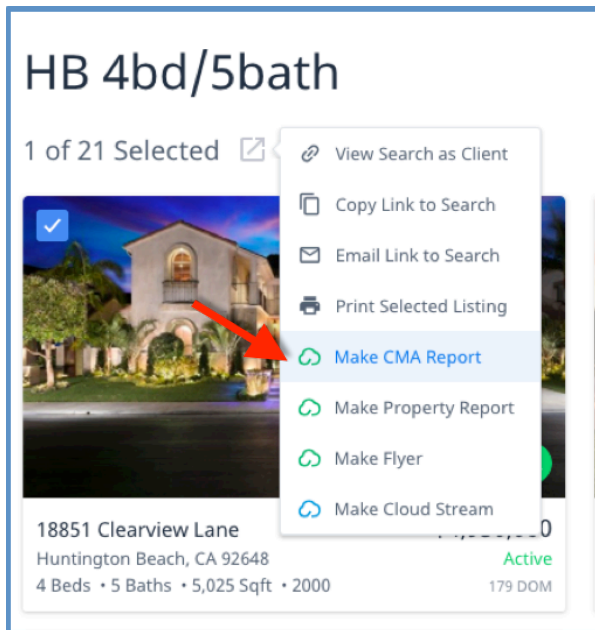 HB 4bd/5bath
1 of 21 Selected
View Search as Client
Copy Link to Search
Email Link to Search
Print Selected Listing
Make CMA Report
Make Property Report
Make Flyer
Make Cloud Stream
18851 Clearview Lane
Huntington Beach, CA 92648
Active
4 Beds • 5 Baths • 5,025 Sqft • 2000
179 DOM